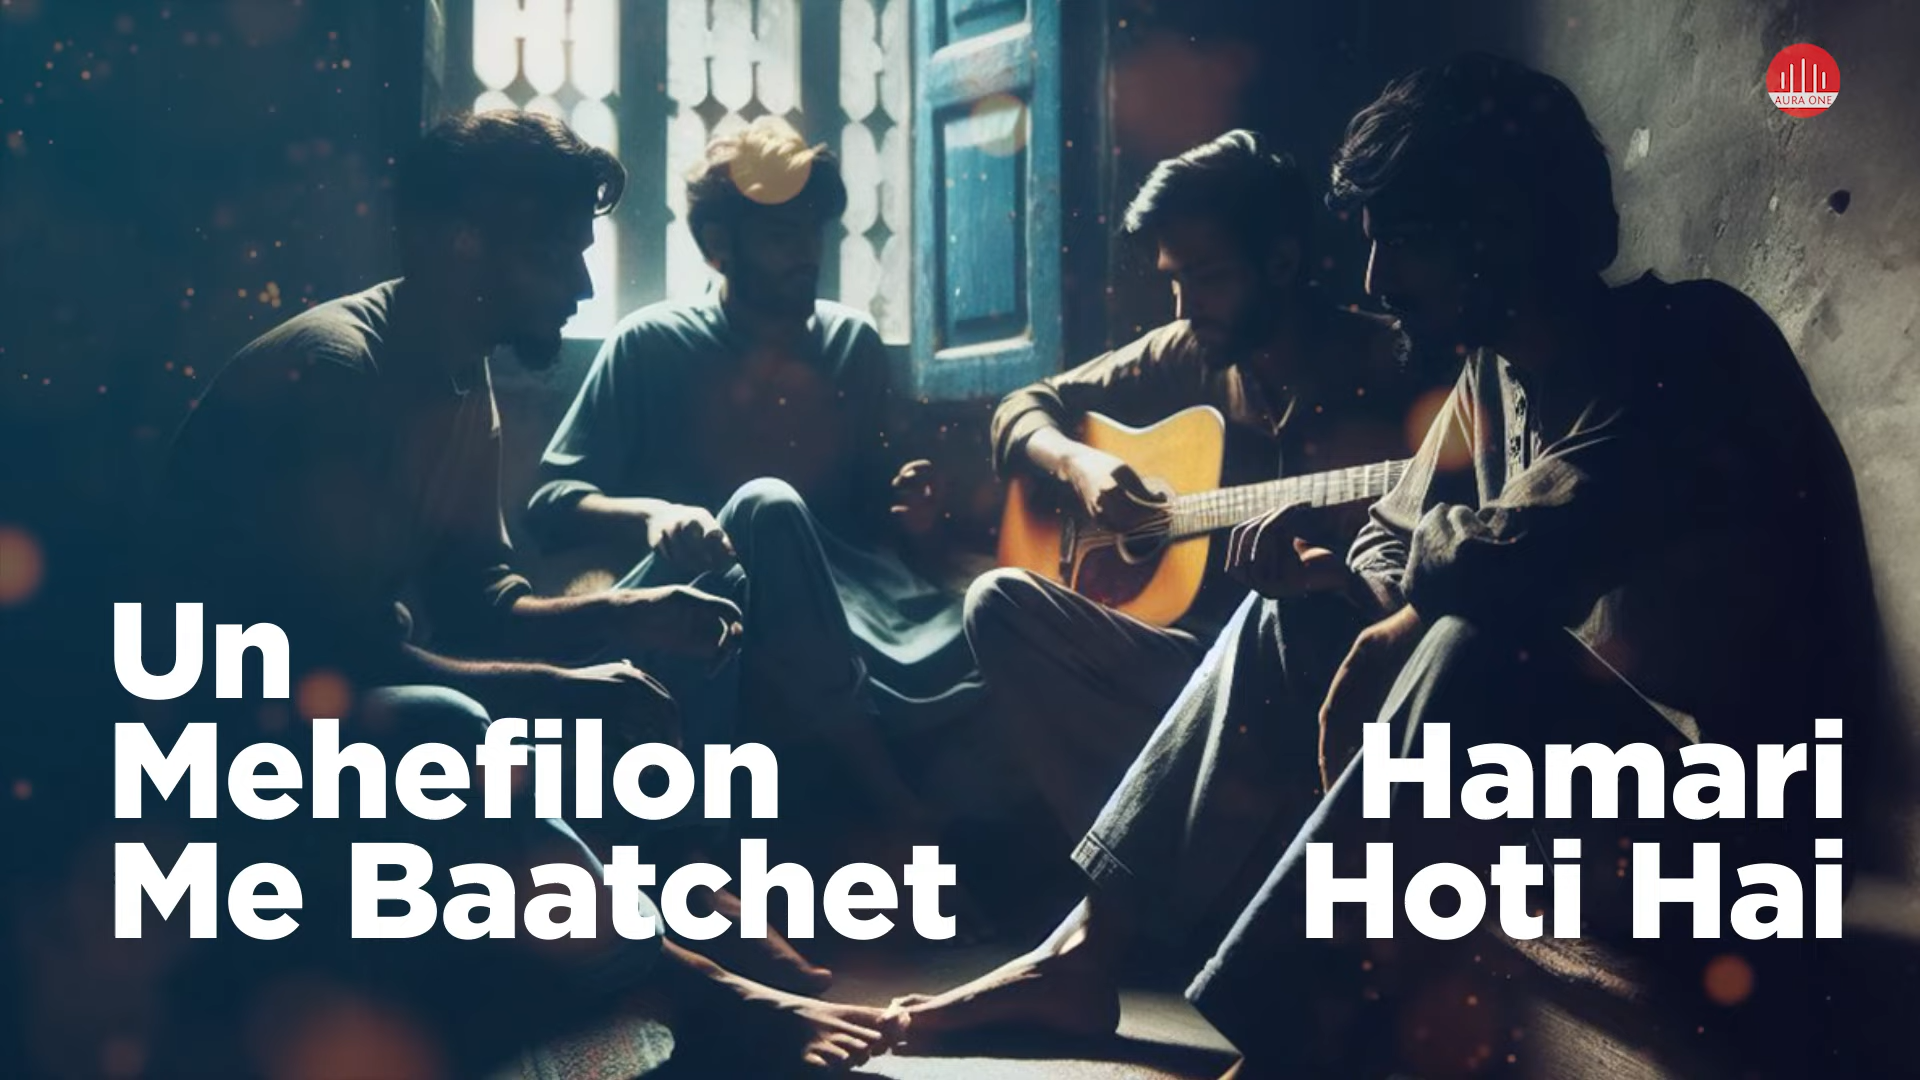 AURA ONE
Un
Mehefilon
Me Baatchet
Hamari
Hoti Hai